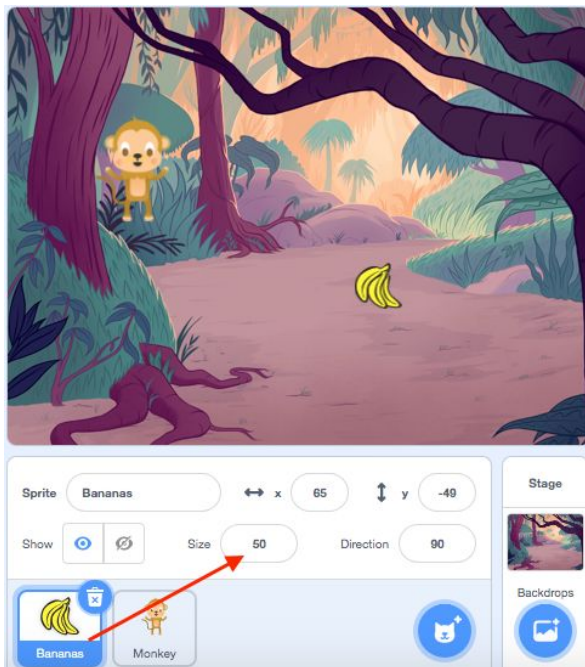 Sprite Bananas x 65 y -49
Stage
Show Size 50 Direction 90
Backdrops
Bananas Monkey